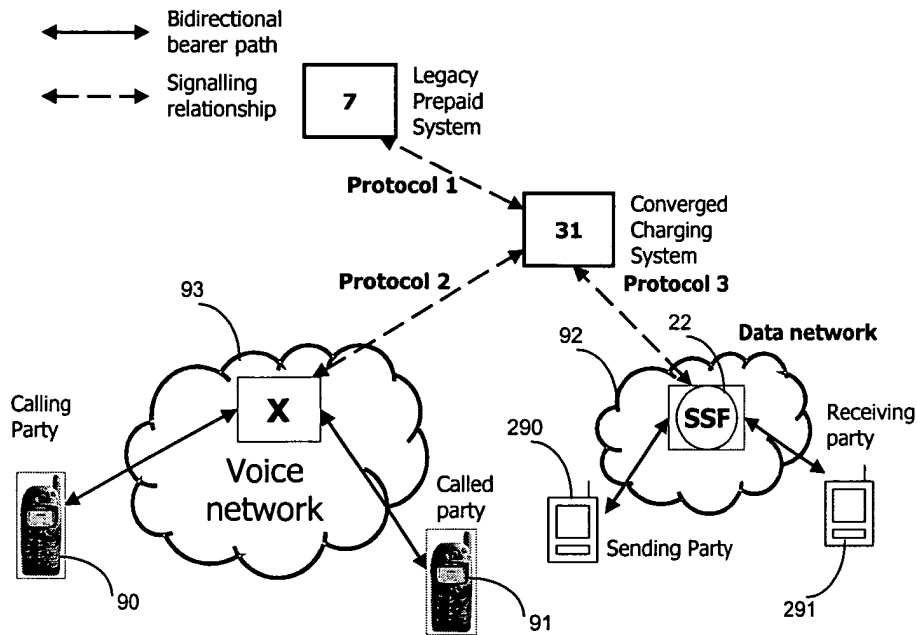 Bidirectional
bearer path
Signalling
relationship
7
Legacy
Prepaid
System
Protocol 1
31
Converged
Charging
System
Protocol 2
Protocol 3
93
22
92
Data network
X
SSF
Calling
Party
Voice
network
290
Receiving
party
Called
party
Sending Party
90
91
291